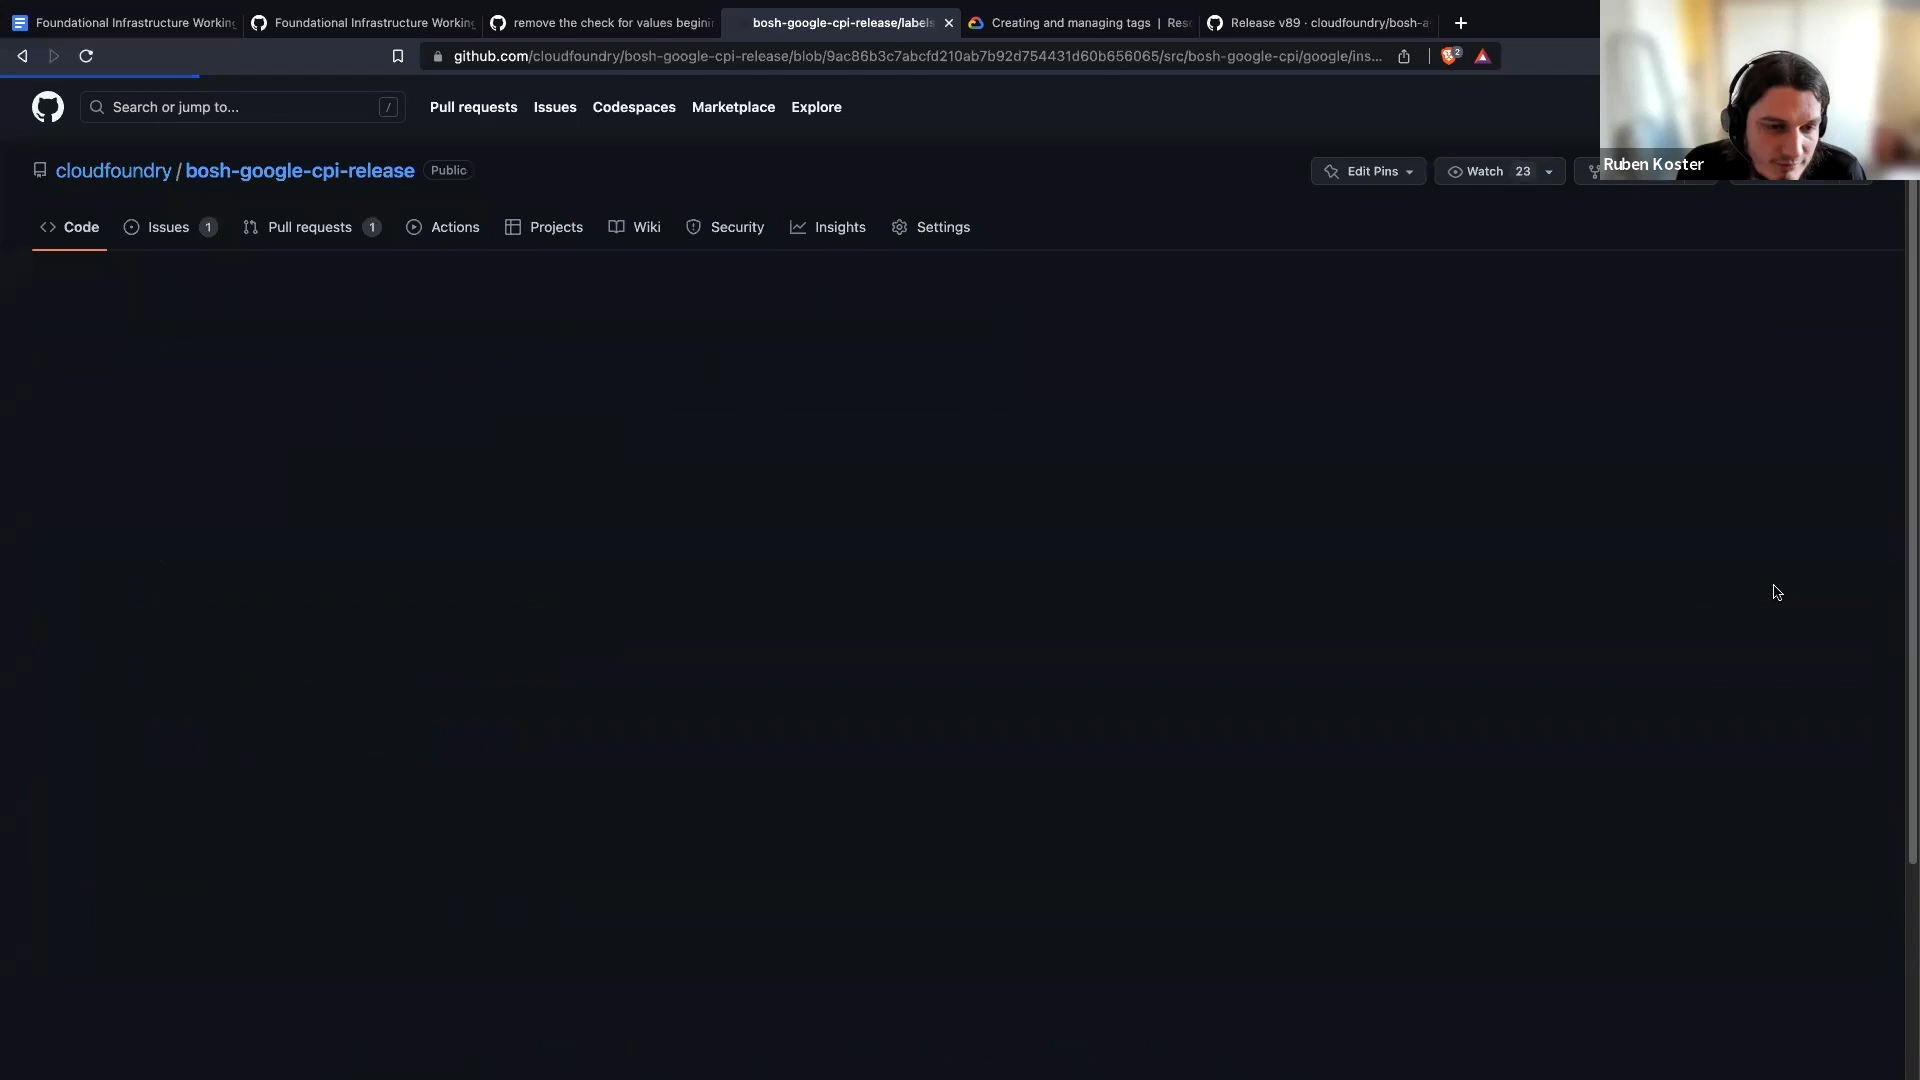 Foundational Infrastructure Working
Foundational Infrastructure Working
remove the check for values beginin
bosh-google-cpi-release/labels
Creating and managing tags | Reso
Release v89 · cloudfoundry/bosh-a
github.com/cloudfoundry/bosh-google-cpi-release/blob/9ac86b3c7abcfd210ab7b92d754431d60b656065/src/bosh-google-cpi/google/ins...
2
Search or jump to...
/
Pull requests
Issues
Codespaces
Marketplace
Explore
Ruben Koster
cloudfoundry / bosh-google-cpi-release
Public
Edit Pins
Watch 23
Code
Issues 1
Pull requests 1
Actions
Projects
Wiki
Security
Insights
Settings